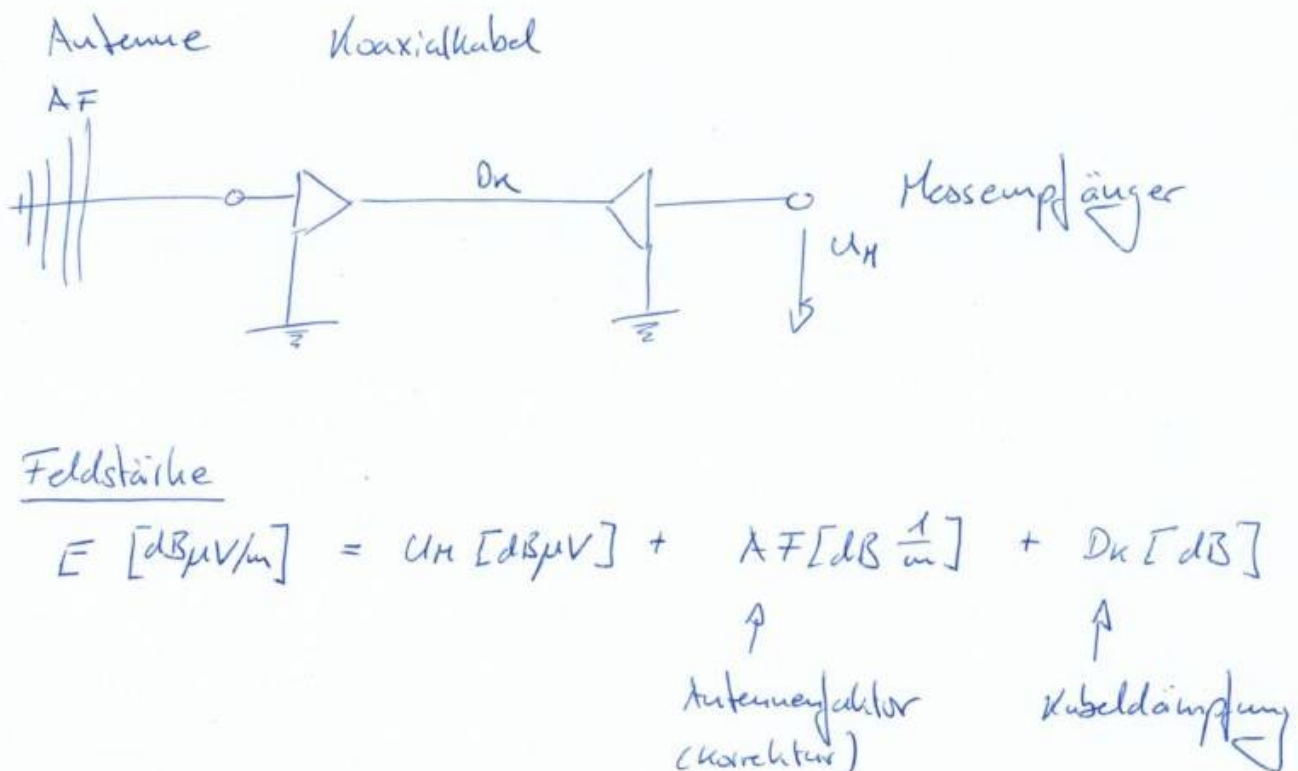 Antenne Koaxialkabel
AF
DK
Messempfänger
UM
Feldstärke
E [dBµV/m] = UM [dBµV] + AF [dB 1/m] + DK [dB]
Antennenfaktor Kabeldämpfung
(Korrektur)